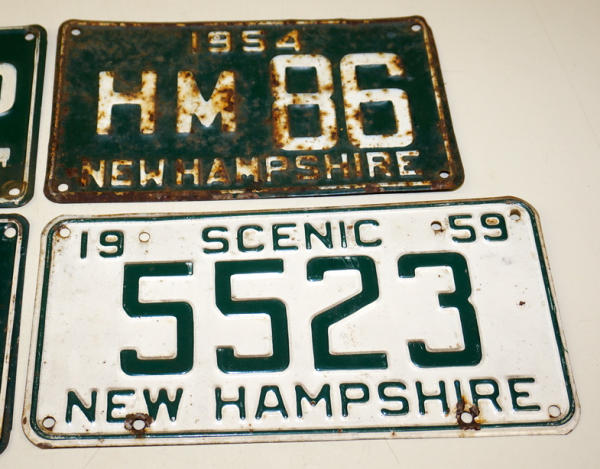 1954
HM 86
NEW HAMPSHIRE
19 SCENIC 59
5523
NEW HAMPSHIRE